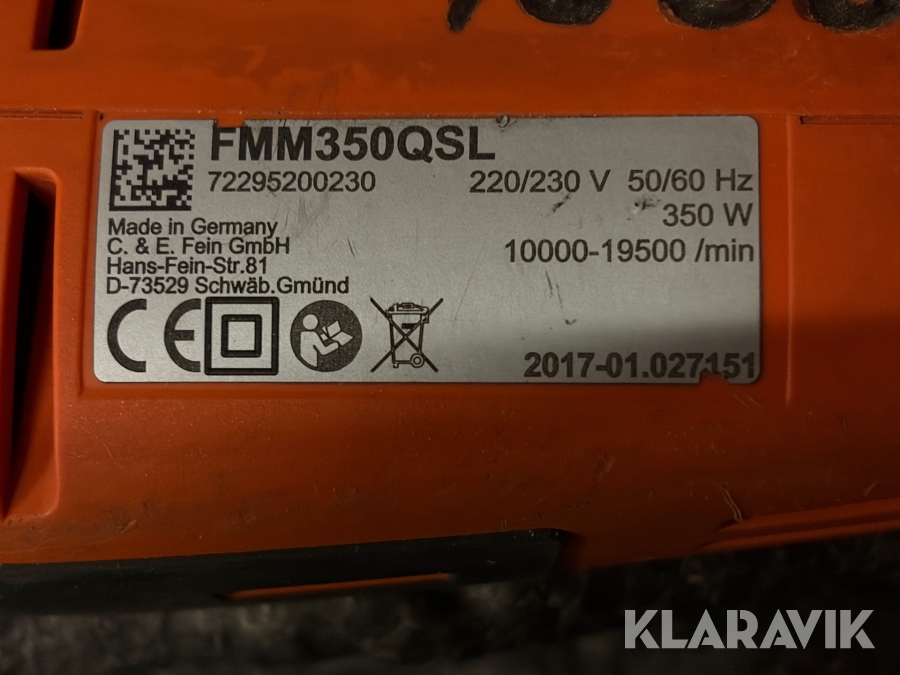 FMM350QSL
72295200230
220/230 V 50/60 Hz
350 W
10000-19500 /min
Made in Germany
C. & E. Fein GmbH
Hans-Fein-Str.81
D-73529 Schwäb.Gmünd
CE
2017-01.027151
KLARAVIK